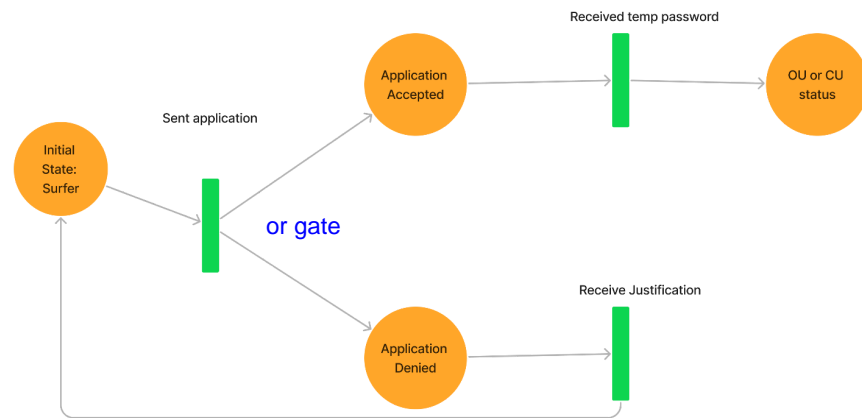 Received temp password
Application
Accepted
OU or CU
status
Sent application
Initial
State:
Surfer
or gate
Receive Justification
Application
Denied